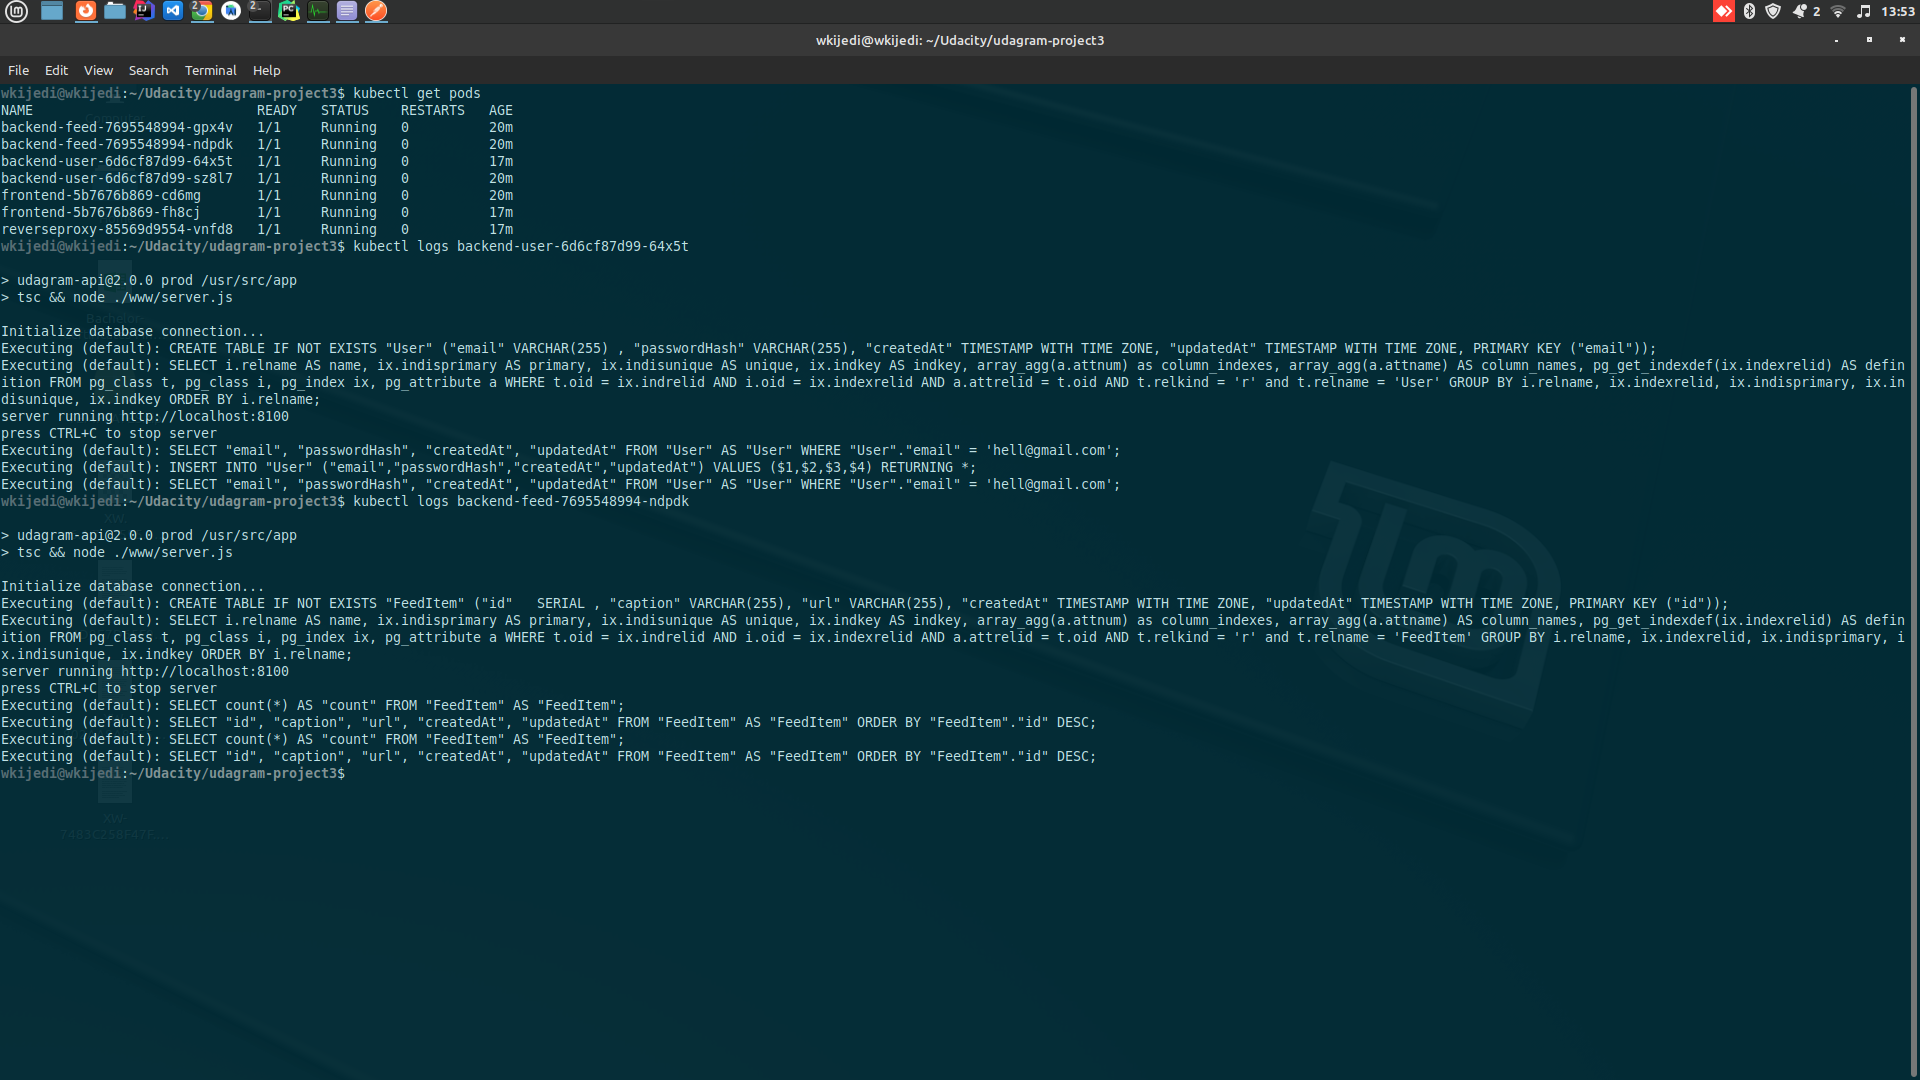 2
2
2 13:53
wkijedi@wkijedi: ~/Udacity/udagram-project3
File Edit View Search Terminal Help
wkijedi@wkijedi:~/Udacity/udagram-project3$ kubectl get pods
NAME READY STATUS RESTARTS AGE
backend-feed-7695548994-gpx4v 1/1 Running 0 20m
backend-feed-7695548994-ndpdk 1/1 Running 0 20m
backend-user-6d6cf87d99-64x5t 1/1 Running 0 17m
backend-user-6d6cf87d99-sz8l7 1/1 Running 0 20m
frontend-5b7676b869-cd6mg 1/1 Running 0 20m
frontend-5b7676b869-fh8cj 1/1 Running 0 17m
reverseproxy-85569d9554-vnfd8 1/1 Running 0 17m
wkijedi@wkijedi:~/Udacity/udagram-project3$ kubectl logs backend-user-6d6cf87d99-64x5t
> udagram-api@2.0.0 prod /usr/src/app
> tsc && node ./www/server.js
Initialize database connection...
Executing (default): CREATE TABLE IF NOT EXISTS "User" ("email" VARCHAR(255) , "passwordHash" VARCHAR(255), "createdAt" TIMESTAMP WITH TIME ZONE, "updatedAt" TIMESTAMP WITH TIME ZONE, PRIMARY KEY ("email"));
Executing (default): SELECT i.relname AS name, ix.indisprimary AS primary, ix.indisunique AS unique, ix.indkey AS indkey, array_agg(a.attnum) as column_indexes, array_agg(a.attname) AS column_names, pg_get_indexdef(ix.indexrelid) AS defin
ition FROM pg_class t, pg_class i, pg_index ix, pg_attribute a WHERE t.oid = ix.indrelid AND i.oid = ix.indexrelid AND a.attrelid = t.oid AND t.relkind = 'r' and t.relname = 'User' GROUP BY i.relname, ix.indexrelid, ix.indisprimary, ix.in
disunique, ix.indkey ORDER BY i.relname;
server running http://localhost:8100
press CTRL+C to stop server
Executing (default): SELECT "email", "passwordHash", "createdAt", "updatedAt" FROM "User" AS "User" WHERE "User"."email" = 'hell@gmail.com';
Executing (default): INSERT INTO "User" ("email","passwordHash","createdAt","updatedAt") VALUES ($1,$2,$3,$4) RETURNING *;
Executing (default): SELECT "email", "passwordHash", "createdAt", "updatedAt" FROM "User" AS "User" WHERE "User"."email" = 'hell@gmail.com';
wkijedi@wkijedi:~/Udacity/udagram-project3$ kubectl logs backend-feed-7695548994-ndpdk
> udagram-api@2.0.0 prod /usr/src/app
> tsc && node ./www/server.js
Initialize database connection...
Executing (default): CREATE TABLE IF NOT EXISTS "FeedItem" ("id"   SERIAL , "caption" VARCHAR(255), "url" VARCHAR(255), "createdAt" TIMESTAMP WITH TIME ZONE, "updatedAt" TIMESTAMP WITH TIME ZONE, PRIMARY KEY ("id"));
Executing (default): SELECT i.relname AS name, ix.indisprimary AS primary, ix.indisunique AS unique, ix.indkey AS indkey, array_agg(a.attnum) as column_indexes, array_agg(a.attname) AS column_names, pg_get_indexdef(ix.indexrelid) AS defin
ition FROM pg_class t, pg_class i, pg_index ix, pg_attribute a WHERE t.oid = ix.indrelid AND i.oid = ix.indexrelid AND a.attrelid = t.oid AND t.relkind = 'r' and t.relname = 'FeedItem' GROUP BY i.relname, ix.indexrelid, ix.indisprimary, i
x.indisunique, ix.indkey ORDER BY i.relname;
server running http://localhost:8100
press CTRL+C to stop server
Executing (default): SELECT count(*) AS "count" FROM "FeedItem" AS "FeedItem";
Executing (default): SELECT "id", "caption", "url", "createdAt", "updatedAt" FROM "FeedItem" AS "FeedItem" ORDER BY "FeedItem"."id" DESC;
Executing (default): SELECT count(*) AS "count" FROM "FeedItem" AS "FeedItem";
Executing (default): SELECT "id", "caption", "url", "createdAt", "updatedAt" FROM "FeedItem" AS "FeedItem" ORDER BY "FeedItem"."id" DESC;
wkijedi@wkijedi:~/Udacity/udagram-project3$